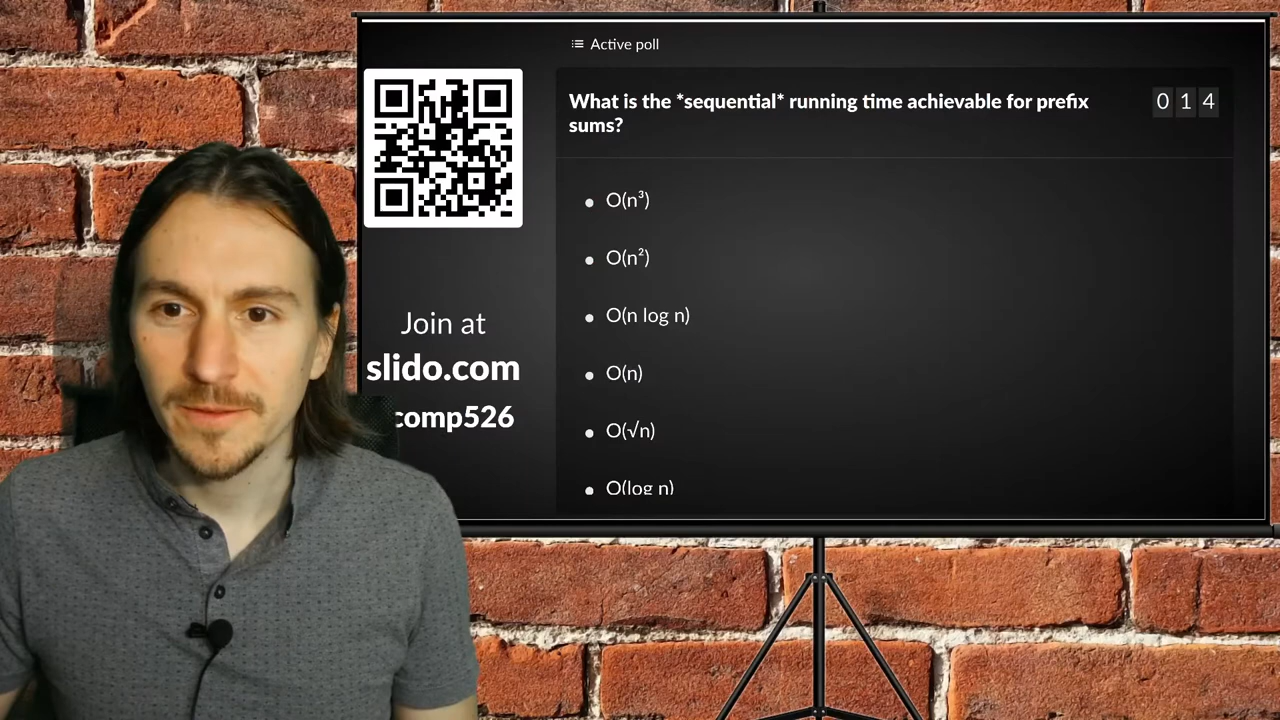 Active poll
What is the *sequential* running time achievable for prefix
sums?
0 1 4
O(n³)
O(n²)
O(n log n)
O(n)
O(√n)
O(log n)
Join at
slido.com
comp526